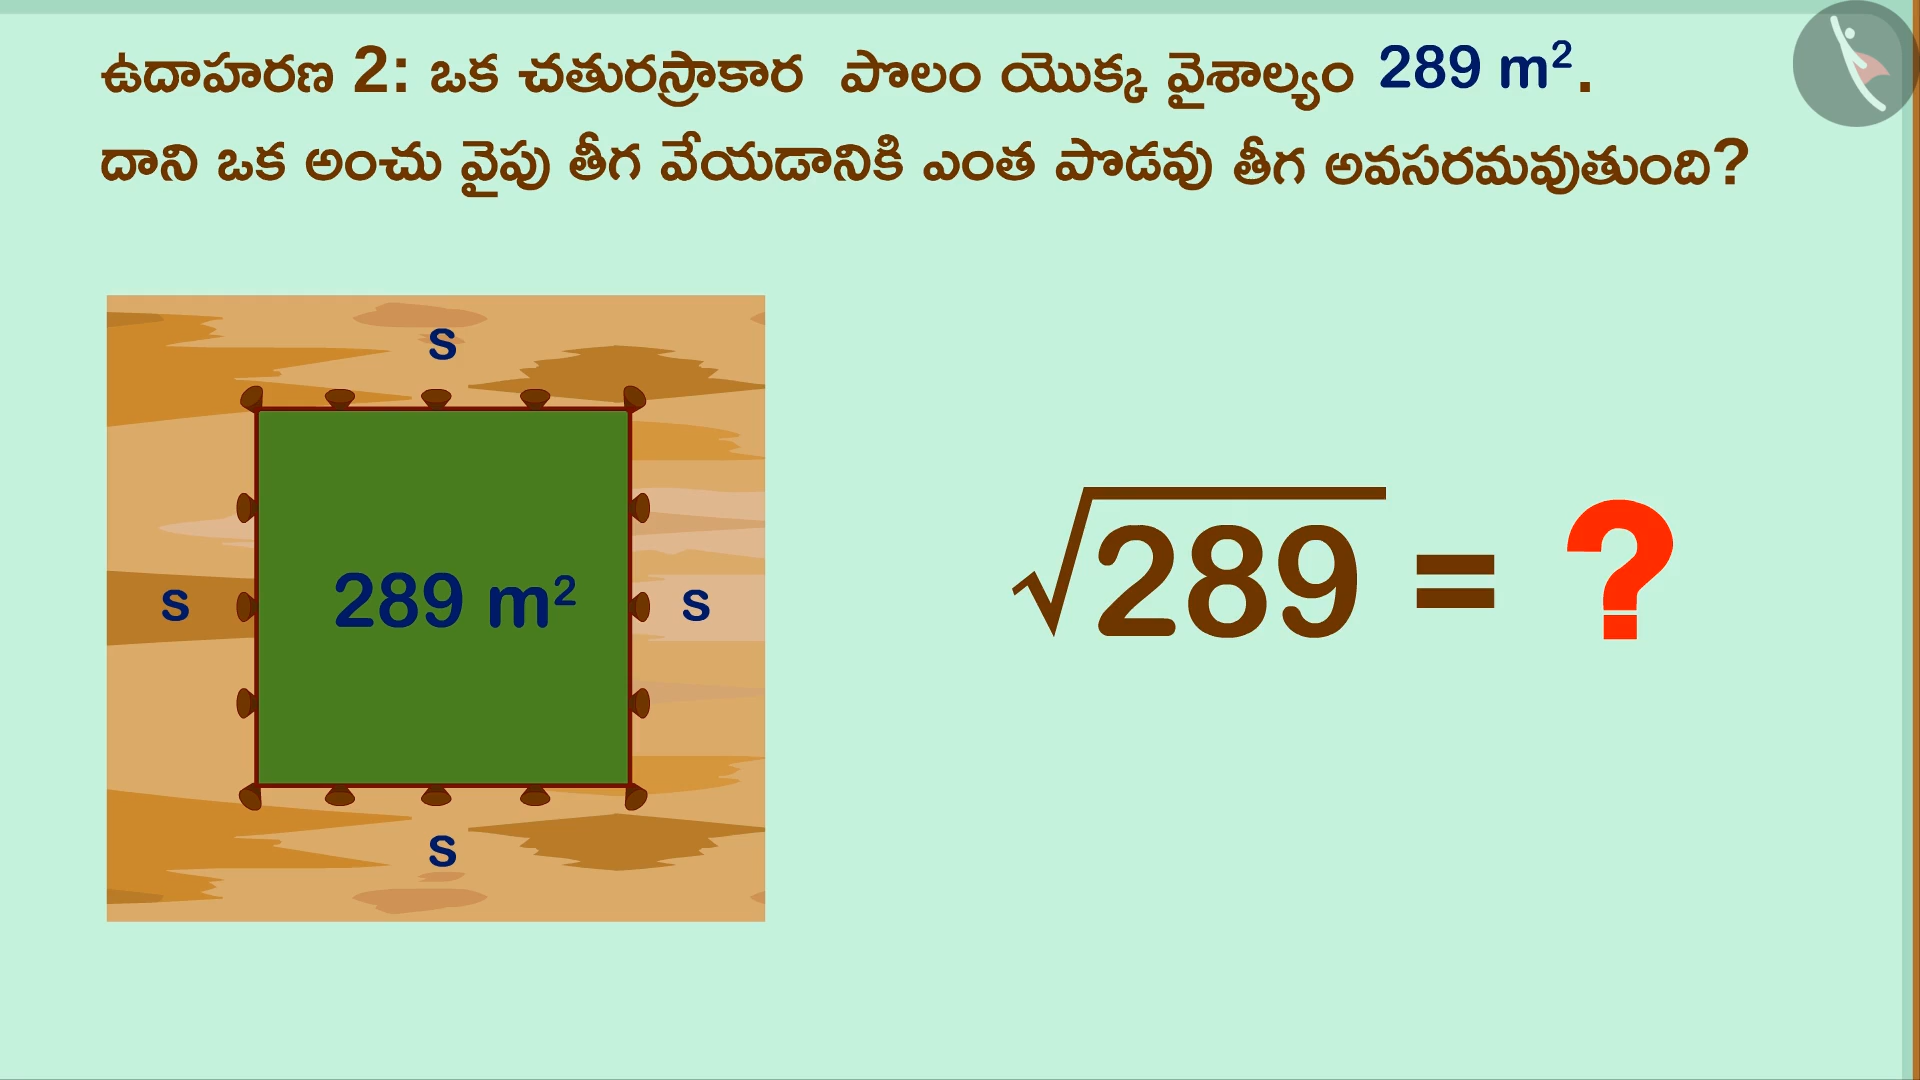 ఉదాహరణ 2: ఒక చతురస్రాకార పొలం యొక్క వైశాల్యం 289 m².
దాని ఒక అంచు వైపు తీగ వేయడానికి ఎంత పొడవు తీగ అవసరమవుతుంది?
s
s 289 m² s
s
√289 = ?